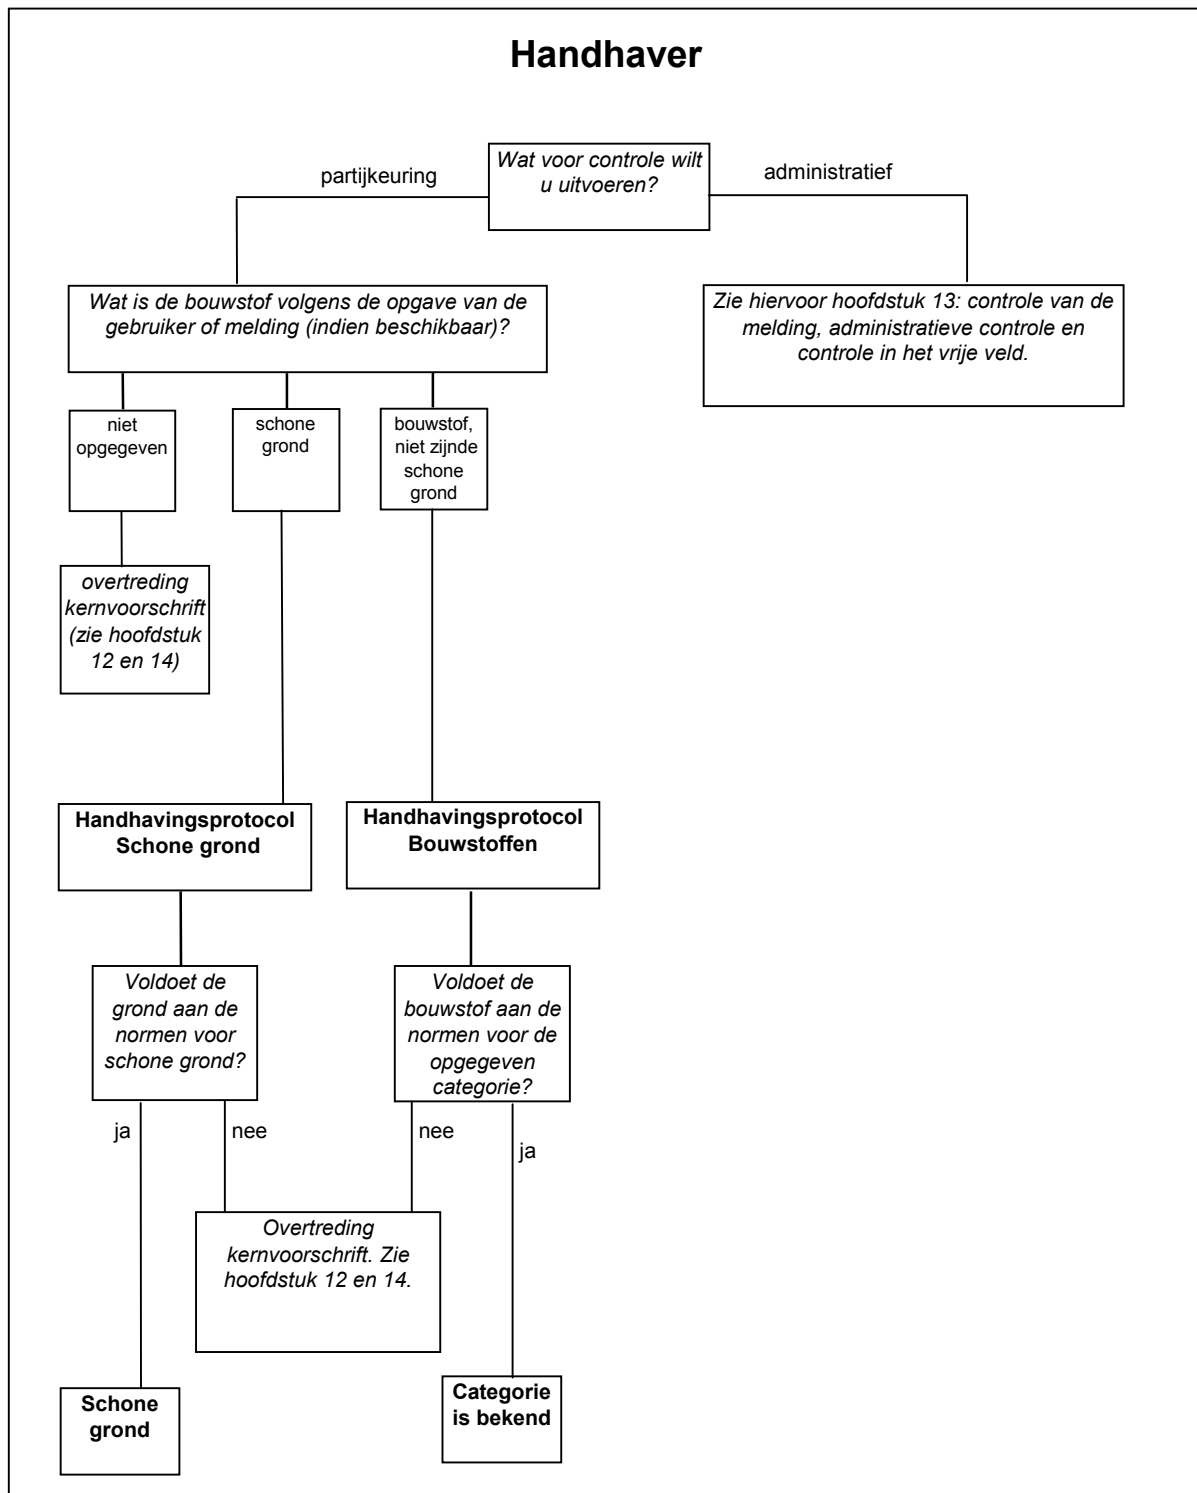 Handhaver
Wat voor controle wilt
u uitvoeren?
partijkeuring
administratief
Wat is de bouwstof volgens de opgave van de
gebruiker of melding (indien beschikbaar)?
Zie hiervoor hoofdstuk 13: controle van de
melding, administratieve controle en
controle in het vrije veld.
niet
opgegeven
schone
grond
bouwstof,
niet zijnde
schone
grond
overtreding
kernvoorschrift
(zie hoofdstuk
12 en 14)
Handhavingsprotocol
Schone grond
Handhavingsprotocol
Bouwstoffen
Voldoet de
grond aan de
normen voor
schone grond?
Voldoet de
bouwstof aan de
normen voor de
opgegeven
categorie?
ja
nee
nee
ja
Overtreding
kernvoorschrift. Zie
hoofdstuk 12 en 14.
Schone
grond
Categorie
is bekend